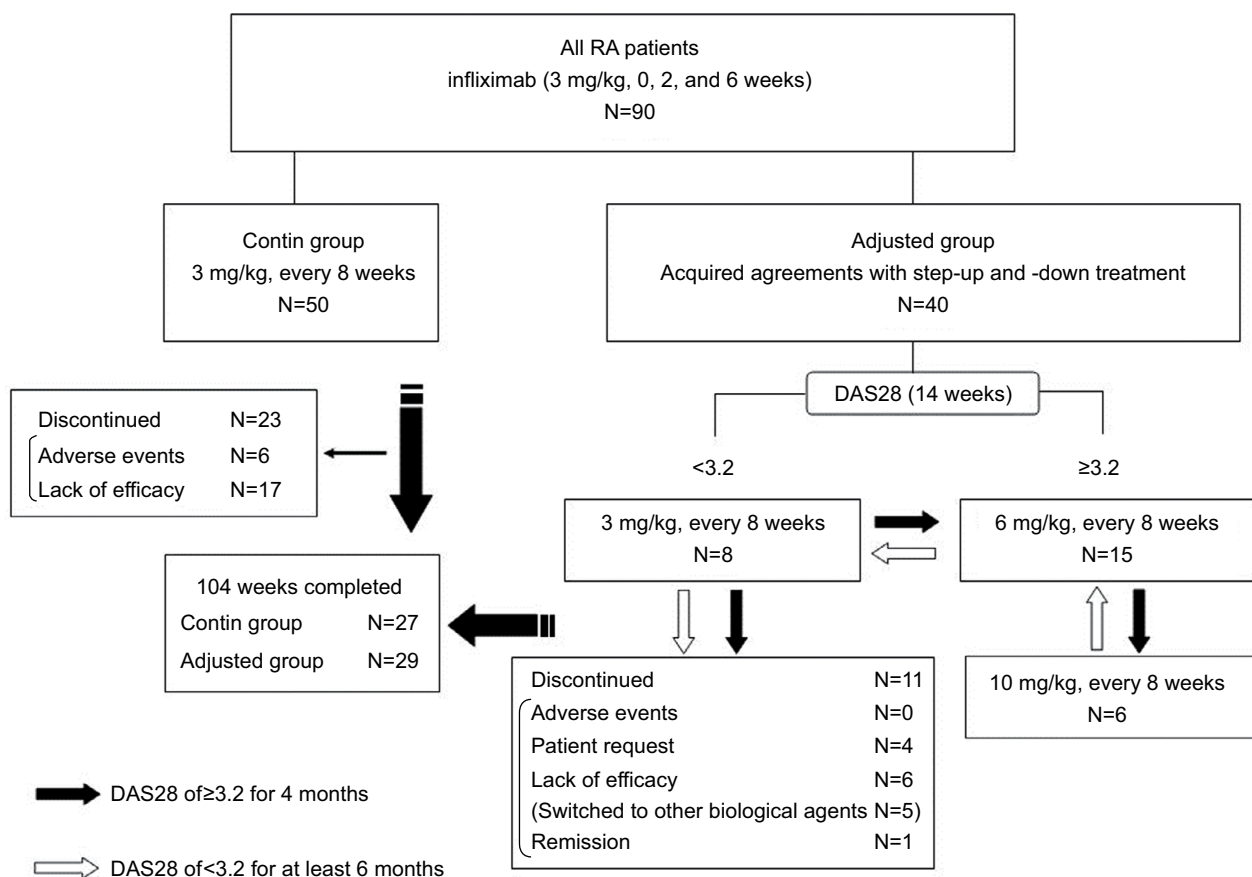 All RA patients
infliximab (3 mg/kg, 0, 2, and 6 weeks)
N=90
Contin group
3 mg/kg, every 8 weeks
N=50
Adjusted group
Acquired agreements with step-up and -down treatment
N=40
DAS28 (14 weeks)
<3.2
≥3.2
Discontinued N=23
Adverse events N=6
Lack of efficacy N=17
3 mg/kg, every 8 weeks
N=8
6 mg/kg, every 8 weeks
N=15
104 weeks completed
Contin group N=27
Adjusted group N=29
Discontinued N=11
Adverse events N=0
Patient request N=4
Lack of efficacy N=6
(Switched to other biological agents N=5)
Remission N=1
10 mg/kg, every 8 weeks
N=6
DAS28 of≥3.2 for 4 months
DAS28 of<3.2 for at least 6 months